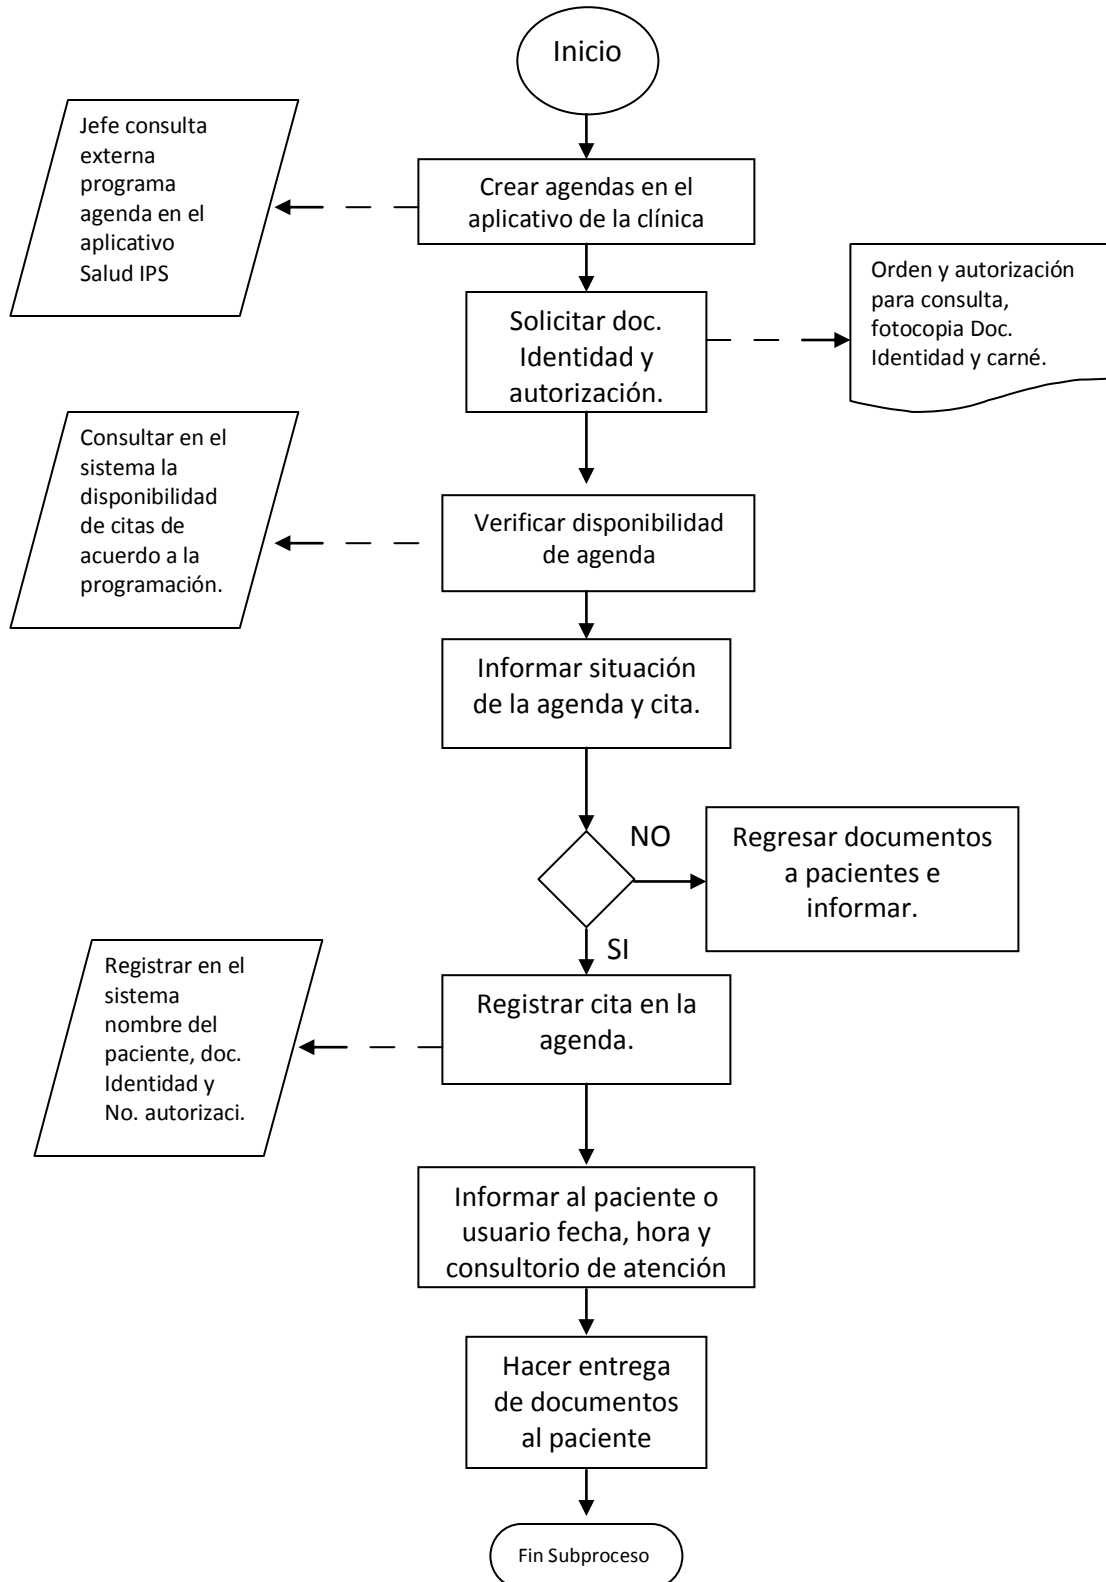 Inicio
Jefe consulta
externa
programa
agenda en el
aplicativo
Salud IPS
Crear agendas en el
aplicativo de la clínica
Solicitar doc.
Identidad y
autorización.
Orden y autorización
para consulta,
fotocopia Doc.
Identidad y carné.
Consultar en el
sistema la
disponibilidad
de citas de
acuerdo a la
programación.
Verificar disponibilidad
de agenda
Informar situación
de la agenda y cita.
NO
Regresar documentos
a pacientes e
informar.
SI
Registrar en el
sistema
nombre del
paciente, doc.
Identidad y
No. autorizaci.
Registrar cita en la
agenda.
Informar al paciente o
usuario fecha, hora y
consultorio de atención
Hacer entrega
de documentos
al paciente
Fin Subproceso